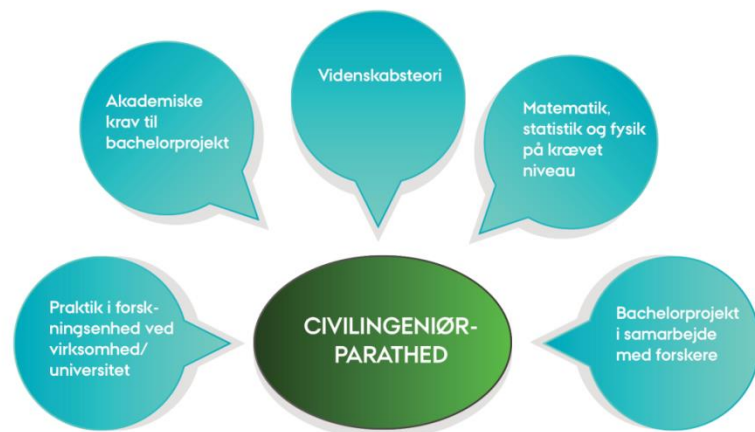 Videnskabsteori
Akademiske
krav til
bachelorprojekt
Matematik,
statistik og fysik
på krævet
niveau
Praktik i forsk-
ningsenhed ved
virksomhed/
universitet
CIVILINGENIØR-
PARATHED
Bachelorprojekt
i samarbejde
med forskere